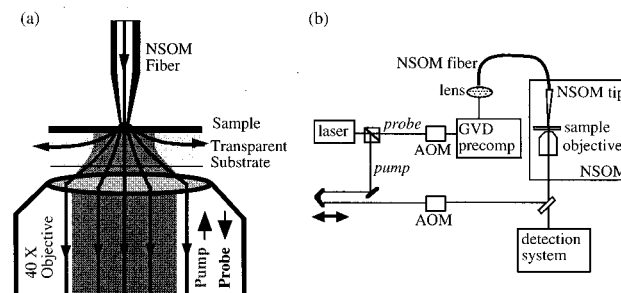 (a)
NSOM
Fiber
Sample
Transparent
Substrate
40 X
Objective
Pump
Probe
(b)
NSOM fiber
lens
NSOM tip
laser
probe
GVD
precomp
sample
objective
AOM
NSOM
pump
AOM
detection
system